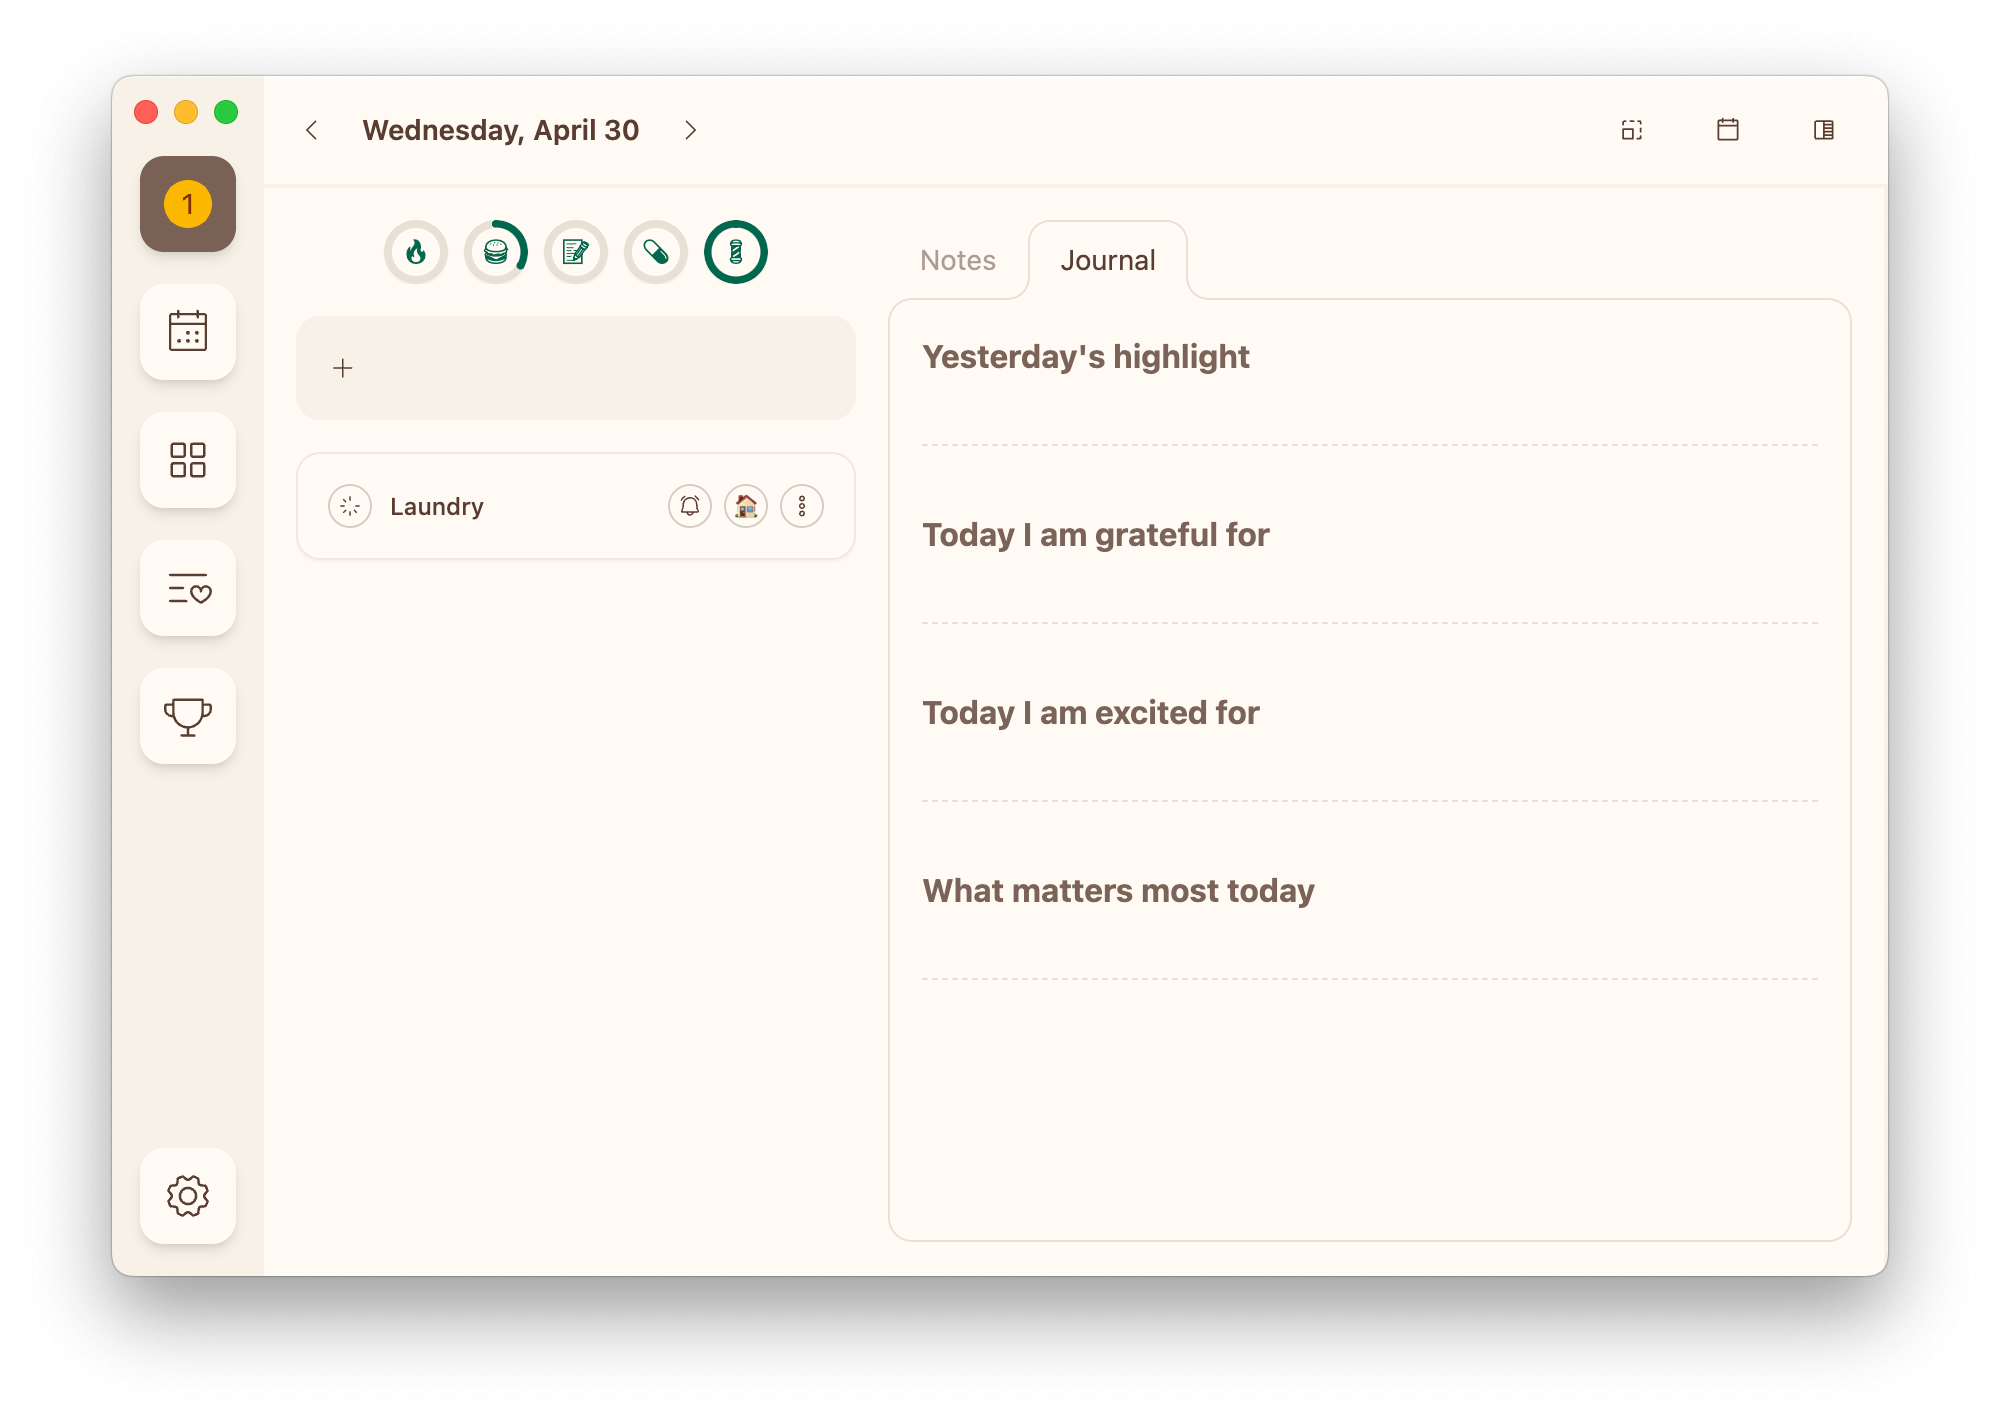 Wednesday, April 30
1
Notes
Journal
Laundry
Yesterday's highlight
Today I am grateful for
Today I am excited for
What matters most today